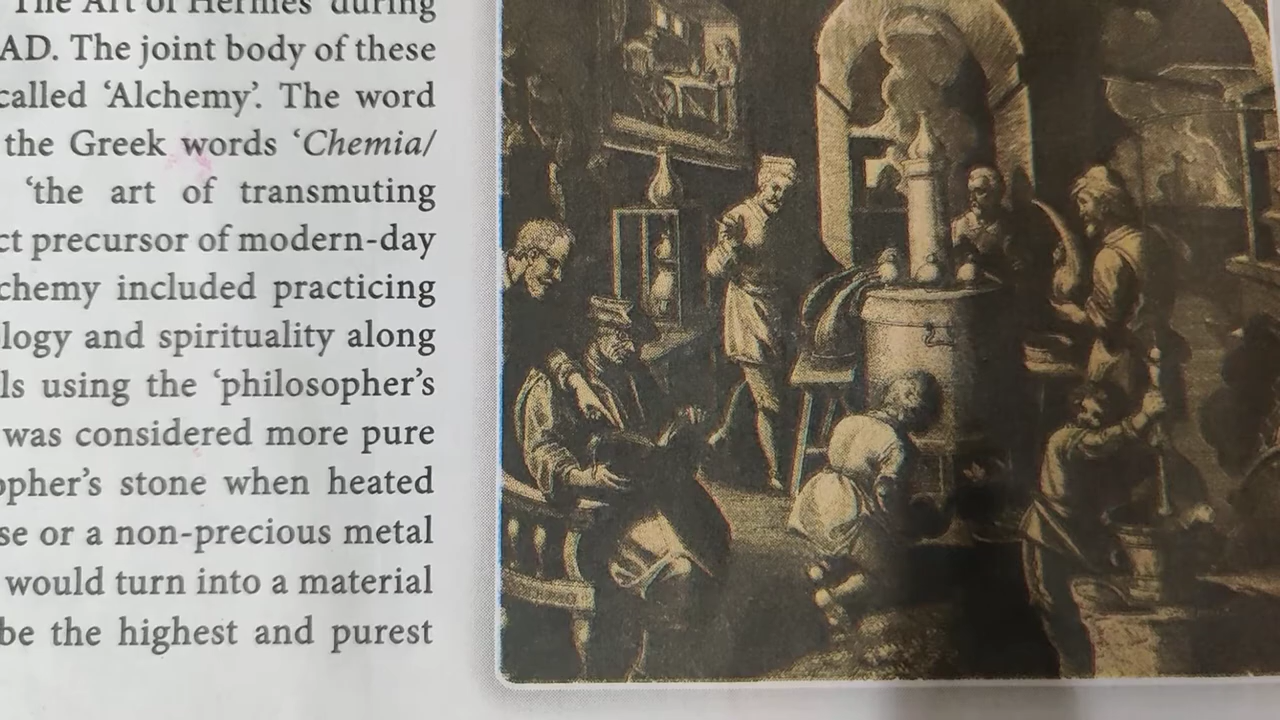 The Art of Hermes' during
AD. The joint body of these
called ‘Alchemy’. The word
the Greek words ‘Chemia/
‘the art of transmuting
ct precursor of modern-day
chemy included practicing
logy and spirituality along
ls using the ‘philosopher’s
was considered more pure
opher’s stone when heated
se or a non-precious metal
would turn into a material
be the highest and purest